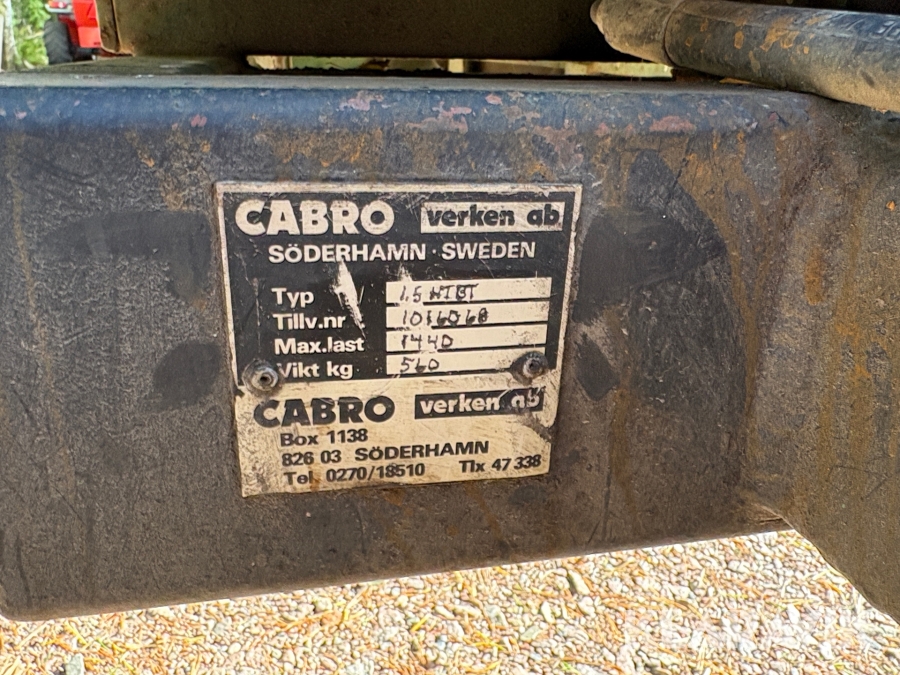 CABRO verken ab
SÖDERHAMN · SWEDEN
Typ 1.5
Tillv.nr 1016068
Max.last 1440
Vikt kg 560
CABRO verken ab
Box 1138
826 03 SÖDERHAMN
Tel 0270/18510 Tlx 47 338